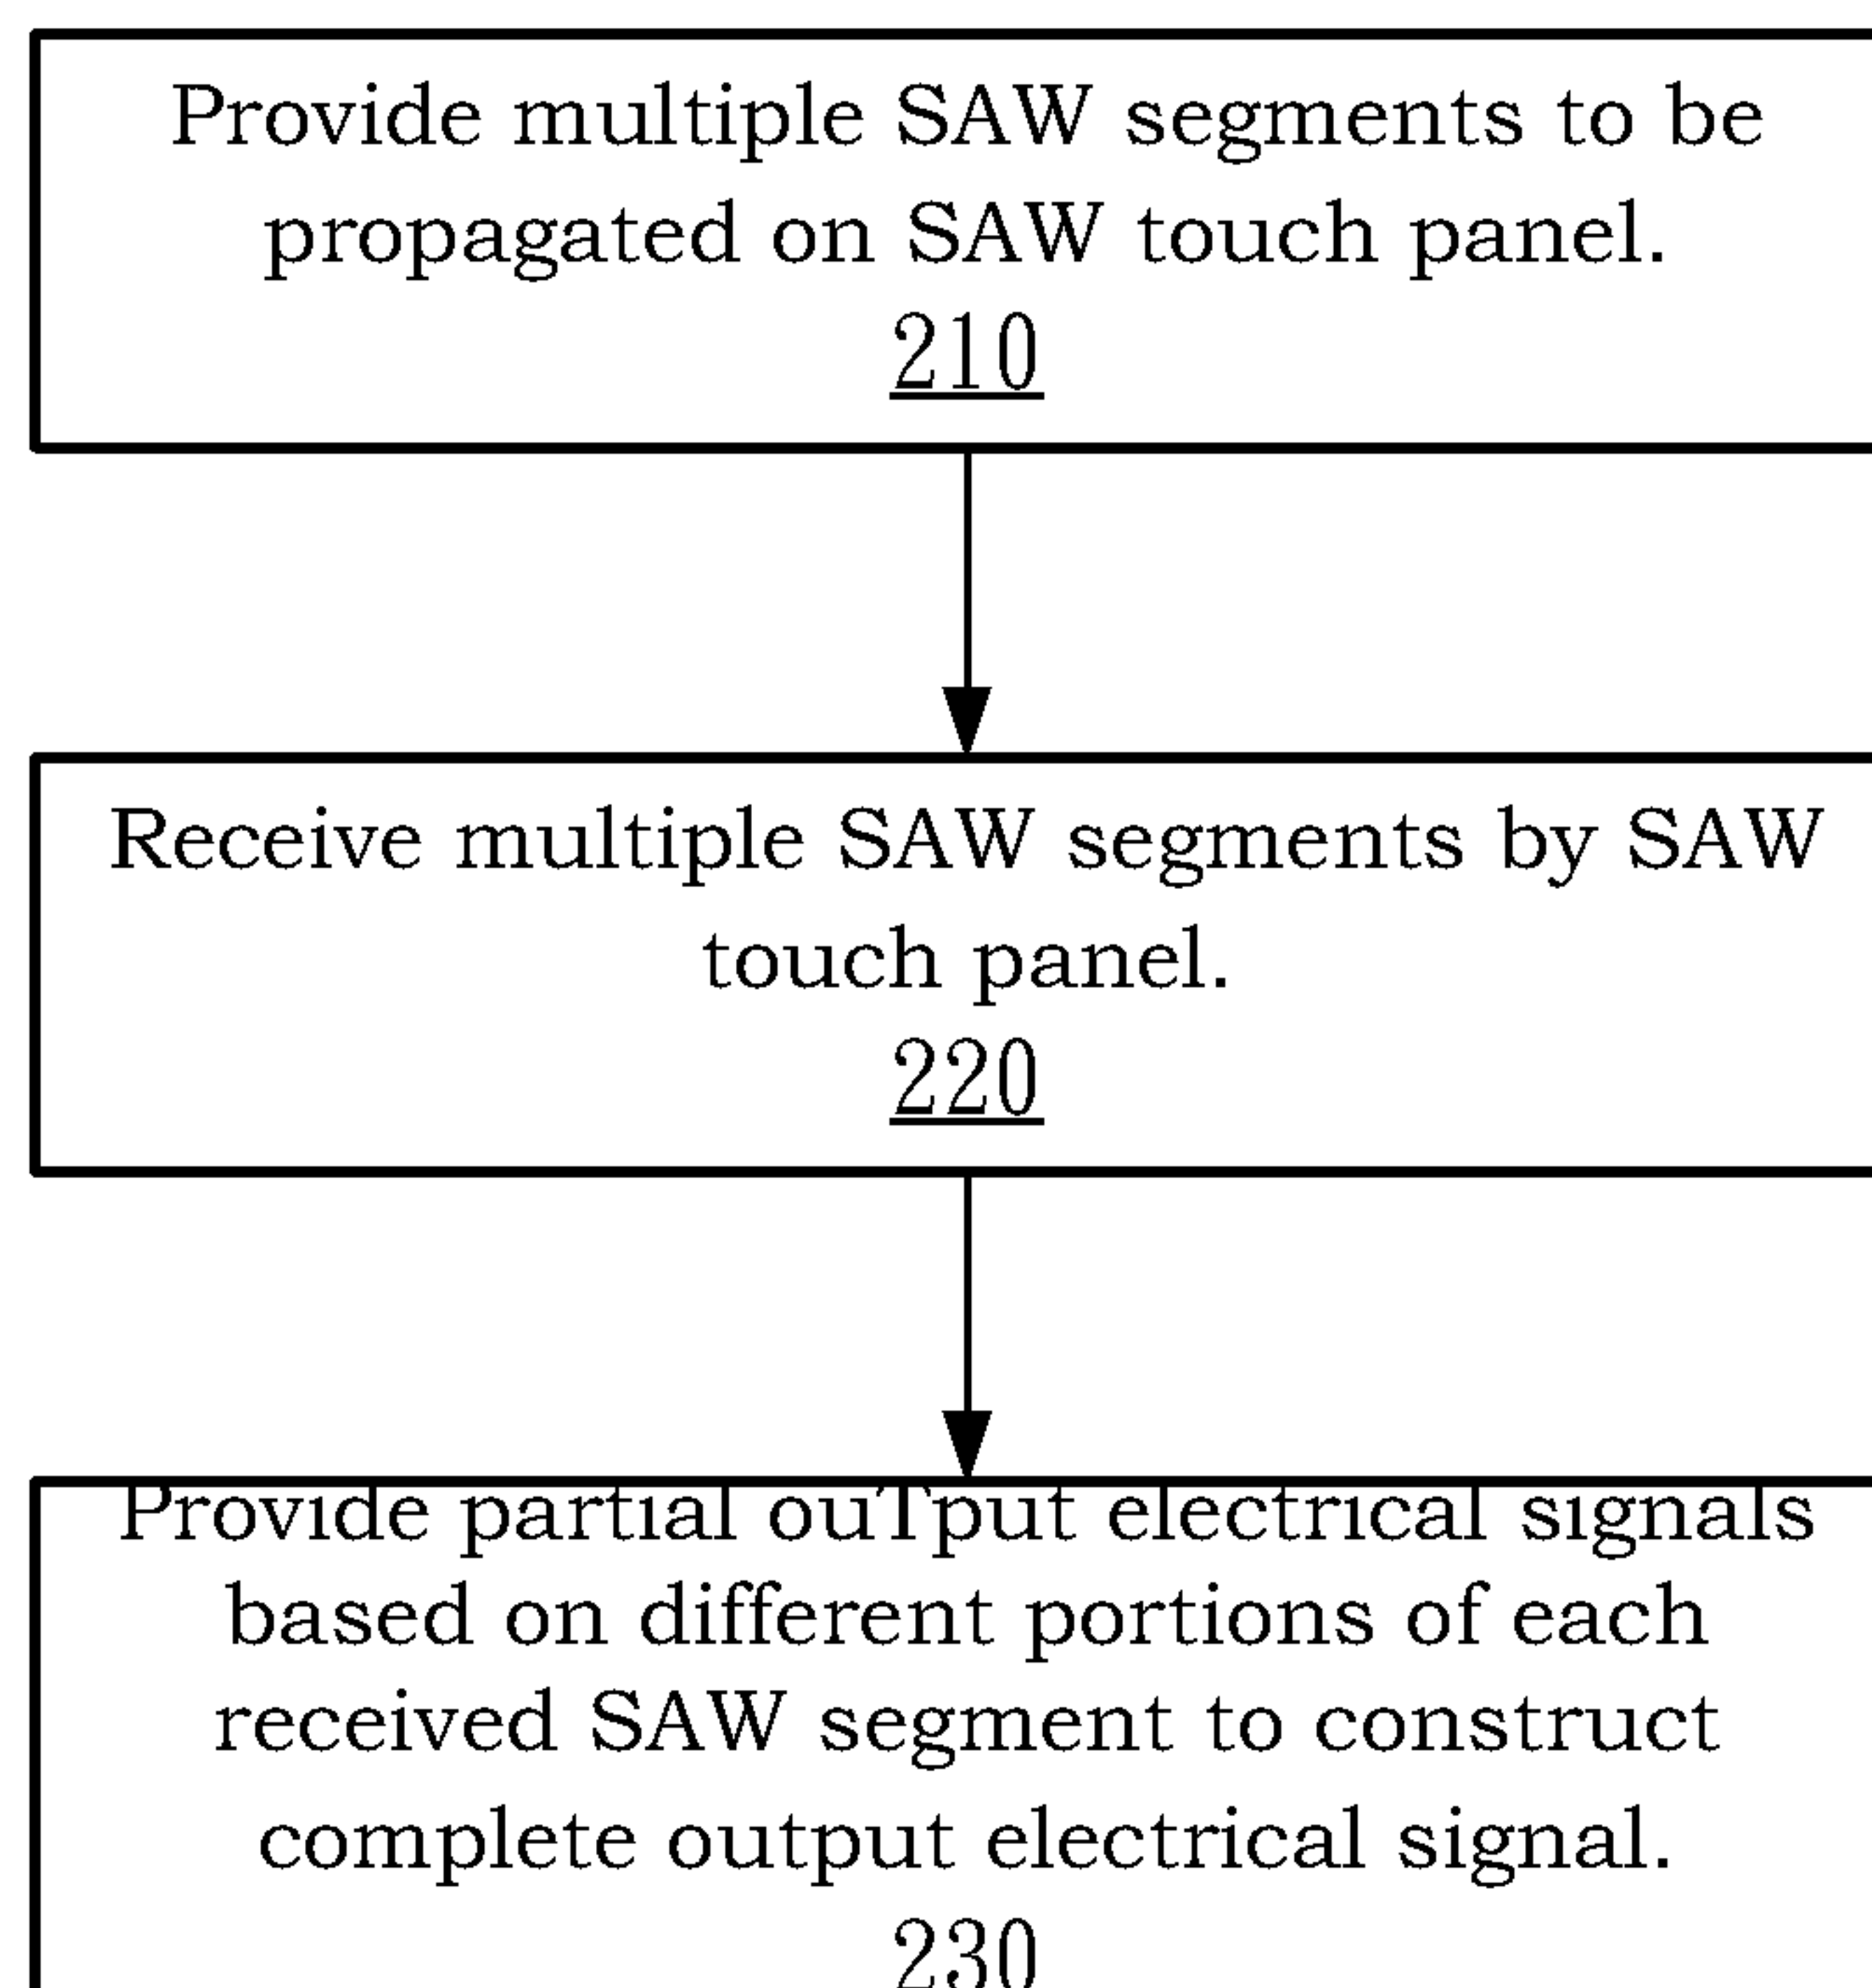 Provide multiple SAW segments to be
propagated on SAW touch panel.
210
Receive multiple SAW segments by SAW
touch panel.
220
Provide partial ouTput electrical signals
based on different portions of each
received SAW segment to construct
complete output electrical signal.
230